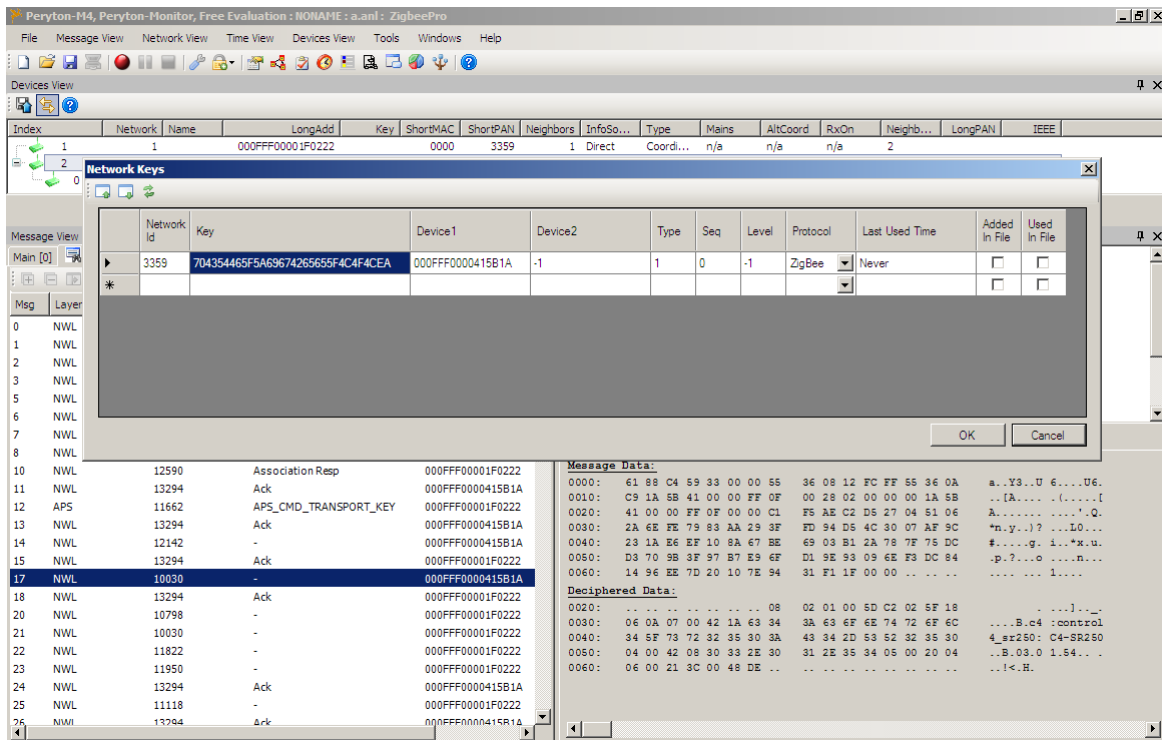 Peryton-M4, Peryton-Monitor, Free Evaluation : NONAME : a.anl : ZigbeePro
File Message View Network View Time View Devices View Tools Windows Help
Devices View
Index Network Name LongAdd Key ShortMAC ShortPAN Neighbors InfoSo... Type Mains AltCoord RxOn Neighb... LongPAN IEEE
1 1 000FFF00001F0222 0000 3359 1 Direct Coordi... n/a n/a n/a 2
2
0
Network Keys
Network Id Key Device1 Device2 Type Seq Level Protocol Last Used Time Added In File Used In File
3359 704354465F5A69674265655F4C4F4CEA 000FFF0000415B1A -1 1 0 -1 ZigBee Never
*
OK Cancel
Message View
Main [0]
Msg Layer
0 NWL
1 NWL
2 NWL
3 NWL
5 NWL
6 NWL
7 NWL
8 NWL
10 NWL 12590 Association Resp 000FFF00001F0222
11 NWL 13294 Ack 000FFF0000415B1A
12 APS 11662 APS_CMD_TRANSPORT_KEY 000FFF00001F0222
13 NWL 13294 Ack 000FFF0000415B1A
14 NWL 12142 - 000FFF0000415B1A
15 NWL 13294 Ack 000FFF00001F0222
17 NWL 10030 - 000FFF0000415B1A
18 NWL 13294 Ack 000FFF00001F0222
20 NWL 10798 - 000FFF00001F0222
21 NWL 10030 - 000FFF00001F0222
22 NWL 11822 - 000FFF00001F0222
23 NWL 11950 - 000FFF00001F0222
24 NWL 13294 Ack 000FFF0000415B1A
25 NWL 11118 - 000FFF00001F0222
26 NWL 13294 Ack 000FFF0000415B1A
Message Data:
0000: 61 88 C4 59 33 00 00 55 36 08 12 FC FF 55 36 0A a..Y3..U 6....U6.
0010: C9 1A 5B 41 00 00 FF 0F 00 28 02 00 00 00 1A 5B ..[A.... .(.....[
0020: 41 00 00 FF 0F 00 00 C1 F5 AE C2 D5 27 04 51 06 A....... ....'.Q.
0030: 2A 6E FE 79 83 AA 29 3F FD 94 D5 4C 30 07 AF 9C *n.y..)? ...L0...
0040: 23 1A E6 EF 10 8A 67 BE 69 03 B1 2A 78 7F 75 DC #.....g. i..*x.u.
0050: D3 70 9B 3F 97 B7 E9 6F D1 9E 93 09 6E F3 DC 84 .p.?...o ....n...
0060: 14 96 EE 7D 20 10 7E 94 31 F1 1F 00 00 .. .. .. .... ... 1....
Deciphered Data:
0020: .. .. .. .. .. .. .. 08 02 01 00 5D C2 02 5F 18 . ...].._.
0030: 06 0A 07 00 42 1A 63 34 3A 63 6F 6E 74 72 6F 6C ....B.c4 :control
0040: 34 5F 73 72 32 35 30 3A 43 34 2D 53 52 32 35 30 4_sr250: C4-SR250
0050: 04 00 42 08 30 33 2E 30 31 2E 35 34 05 00 20 04 ..B.03.0 1.54.. .
0060: 06 00 21 3C 00 48 DE .. .. .. .. .. .. .. .. .. ..!<.H.